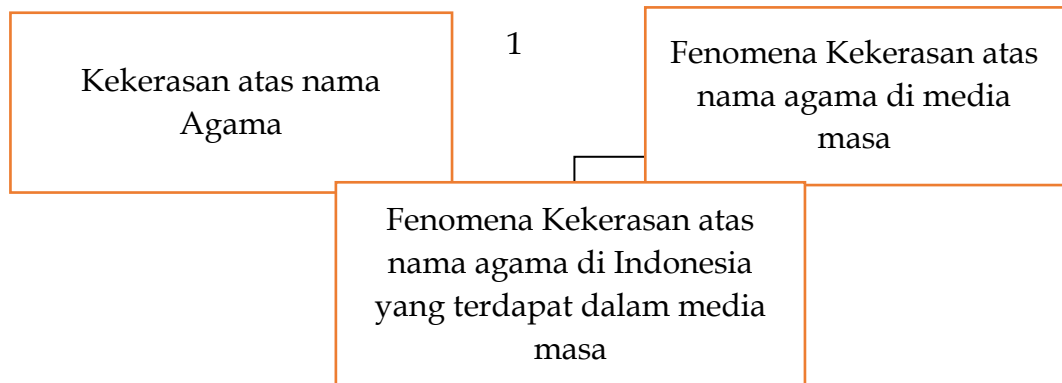 Kekerasan atas nama
Agama
1
Fenomena Kekerasan atas
nama agama di media
masa
Fenomena Kekerasan atas
nama agama di Indonesia
yang terdapat dalam media
masa